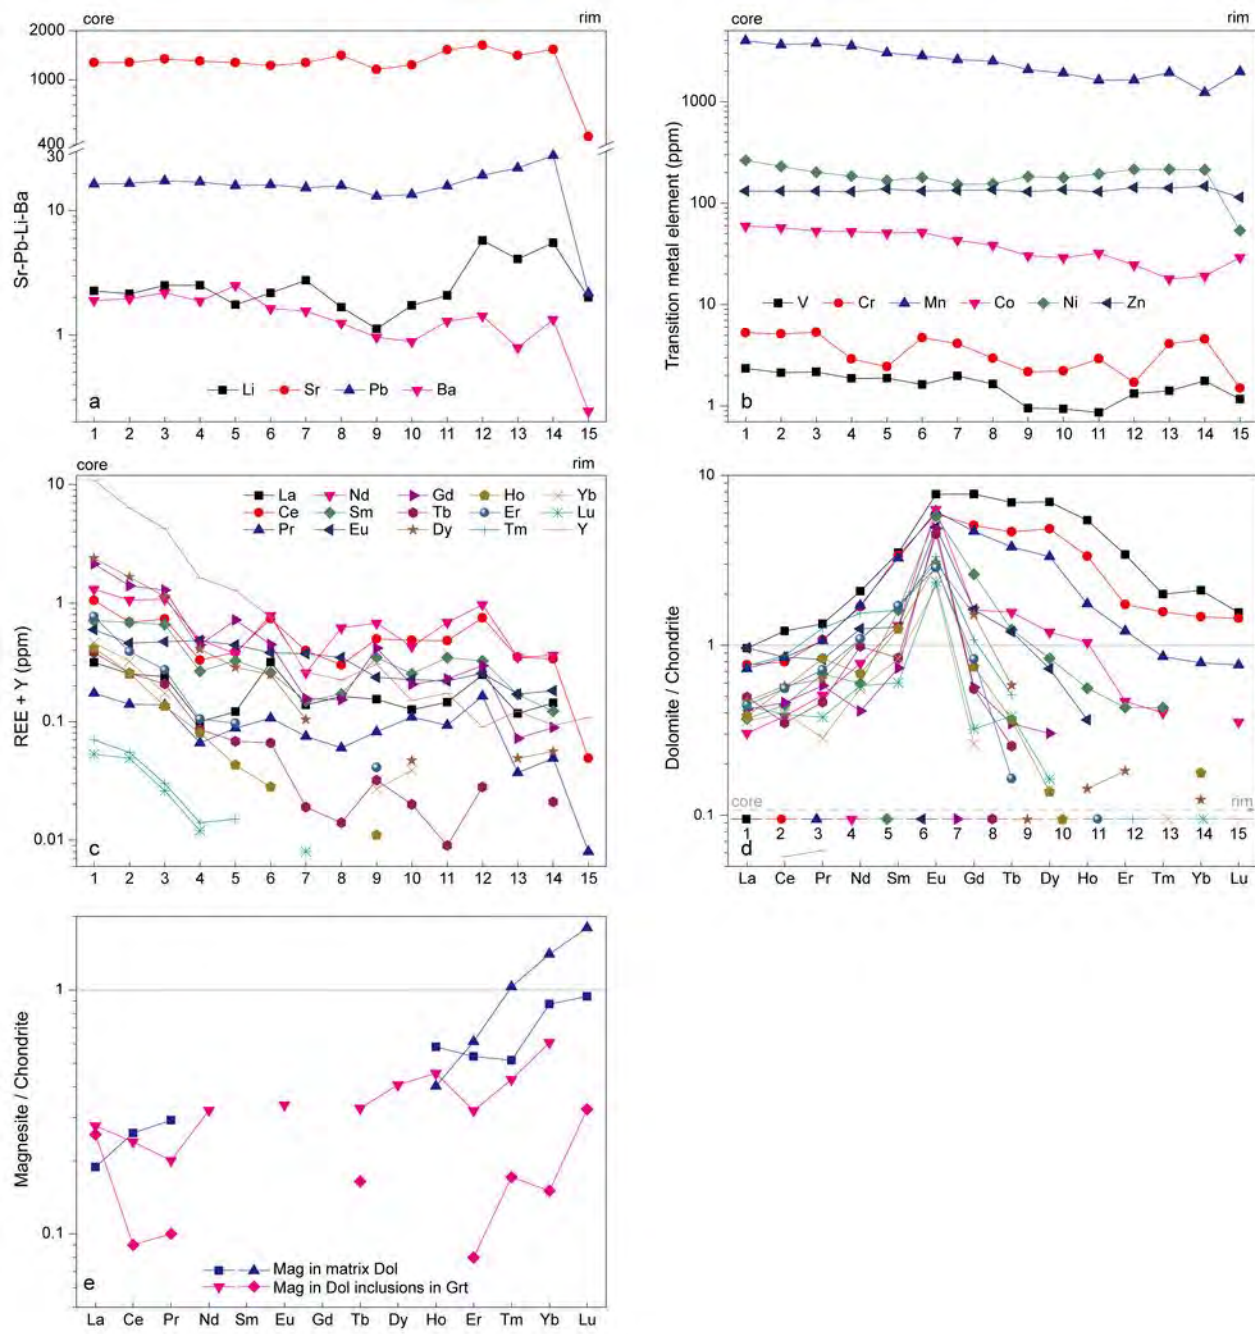 core rim
2000
1000
400
30
10
1
Sr-Pb-Li-Ba
Li Sr Pb Ba
a
1 2 3 4 5 6 7 8 9 10 11 12 13 14 15
core rim
1000
100
10
1
Transition metal element (ppm)
V Cr Mn Co Ni Zn
b
1 2 3 4 5 6 7 8 9 10 11 12 13 14 15
core rim
10
1
0.1
0.01
REE + Y (ppm)
La Nd Gd Ho Yb
Ce Sm Tb Er Lu
Pr Eu Dy Tm Y
c
1 2 3 4 5 6 7 8 9 10 11 12 13 14 15
10
1
0.1
Dolomite / Chondrite
core rim
1 2 3 4 5 6 7 8 9 10 11 12 13 14 15
d
La Ce Pr Nd Sm Eu Gd Tb Dy Ho Er Tm Yb Lu
1
0.1
Magnesite / Chondrite
Mag in matrix Dol
Mag in Dol inclusions in Grt
e
La Ce Pr Nd Sm Eu Gd Tb Dy Ho Er Tm Yb Lu